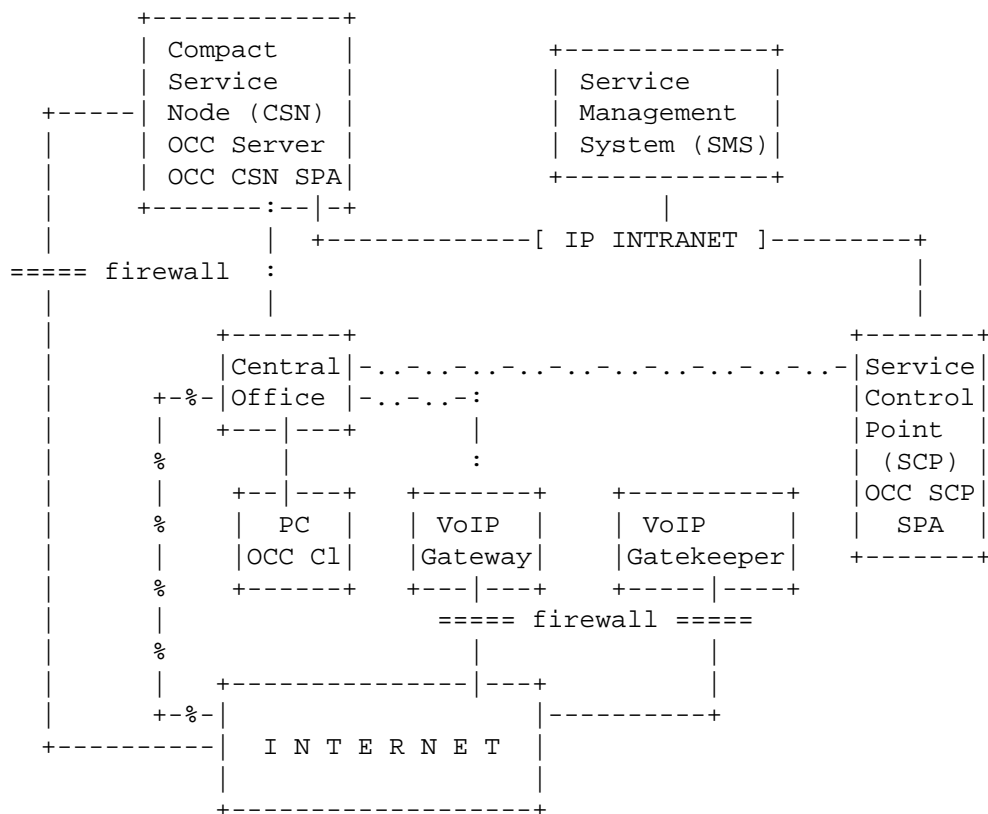 Compact
Service
Node (CSN)
OCC Server
OCC CSN SPA
Service
Management
System (SMS)
[ IP INTRANET ]
===== firewall
Central
Office
Service
Control
Point
(SCP)
OCC SCP
SPA
PC
OCC Cl
VoIP
Gateway
VoIP
Gatekeeper
===== firewall =====
I N T E R N E T